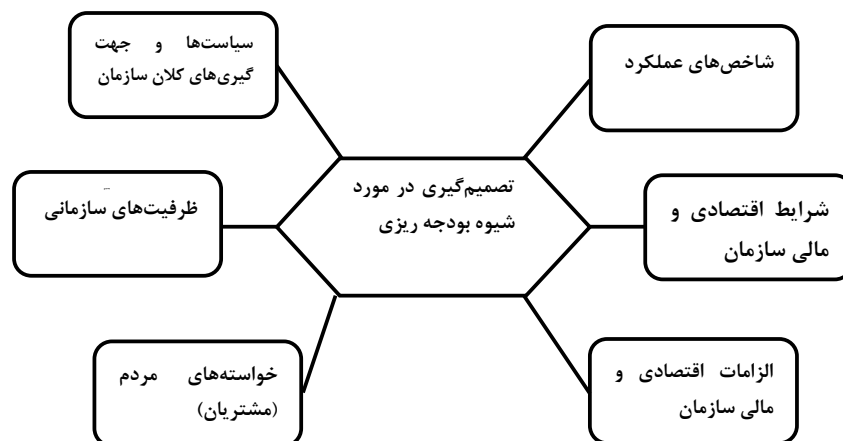 شاخص‌های عملکرد
سیاست‌ها و جهت
گیری‌های کلان سازمان
تصمیم‌گیری در مورد
شیوه بودجه ریزی
شرایط اقتصادی و
مالی سازمان
ظرفیت‌های سازمانی
الزامات اقتصادی و
مالی سازمان
خواسته‌های مردم
(مشتریان)